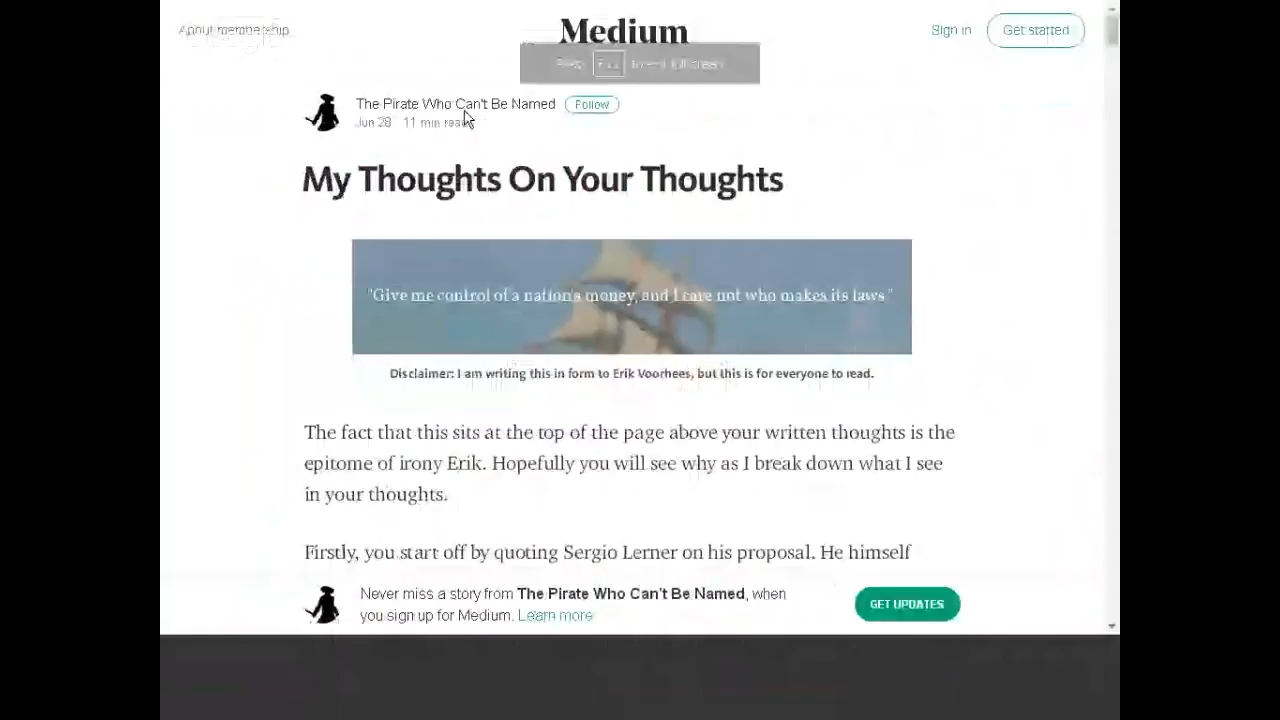 About membership
Medium
Sign in
Get started
The Pirate Who Can't Be Named
Follow
Jun 28 11 min read
My Thoughts On Your Thoughts
"Give me control of a nation's money, and I care not who makes its laws."
Disclaimer: I am writing this in form to Erik Voorhees, but this is for everyone to read.
The fact that this sits at the top of the page above your written thoughts is the
epitome of irony Erik. Hopefully you will see why as I break down what I see
in your thoughts.
Firstly, you start off by quoting Sergio Lerner on his proposal. He himself
Never miss a story from The Pirate Who Can't Be Named, when
you sign up for Medium. Learn more
GET UPDATES